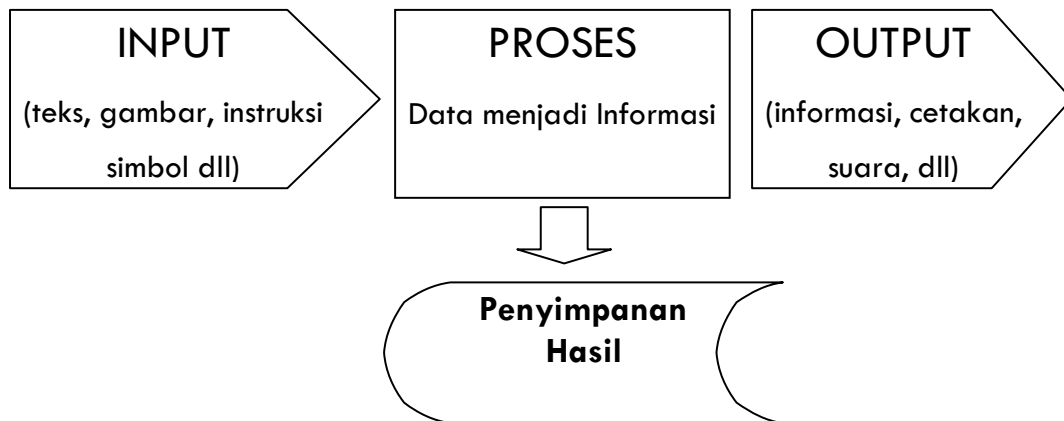 INPUT
(teks, gambar, instruksi
simbol dll)
PROSES
Data menjadi Informasi
OUTPUT
(informasi, cetakan,
suara, dll)
Penyimpanan
Hasil